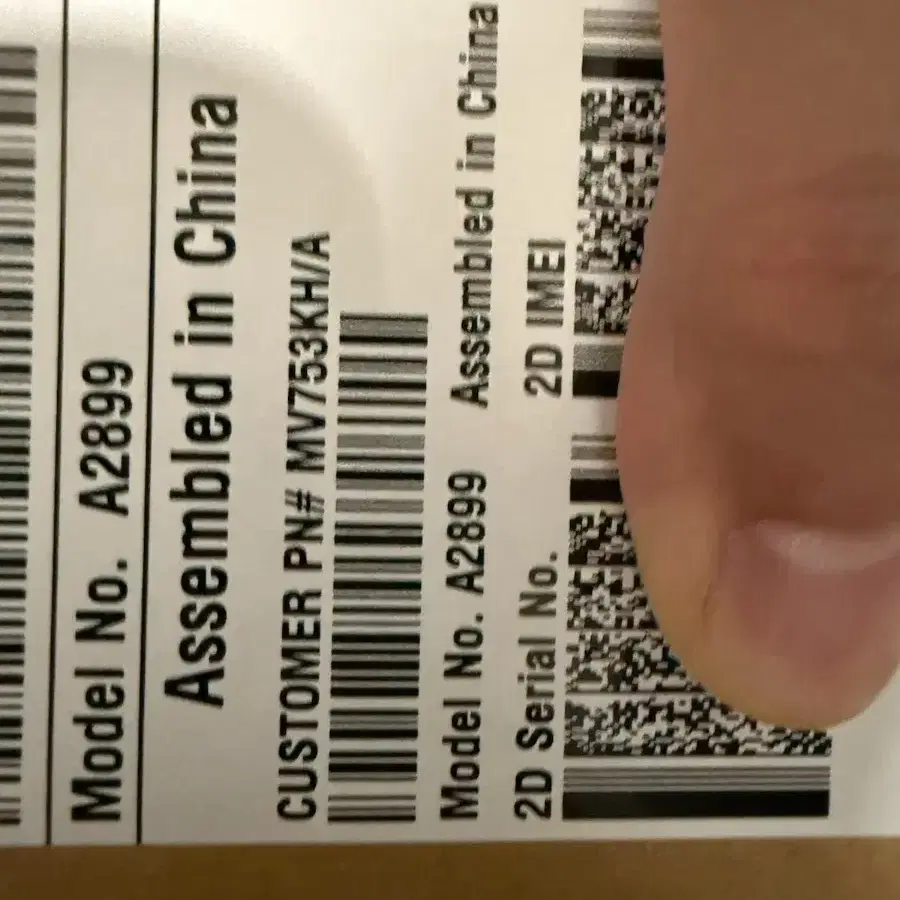 Model No. A2899
Assembled in China
CUSTOMER PN# MV753KH/A
Model No. A2899 Assembled in China
2D Serial No. 2D IMEI